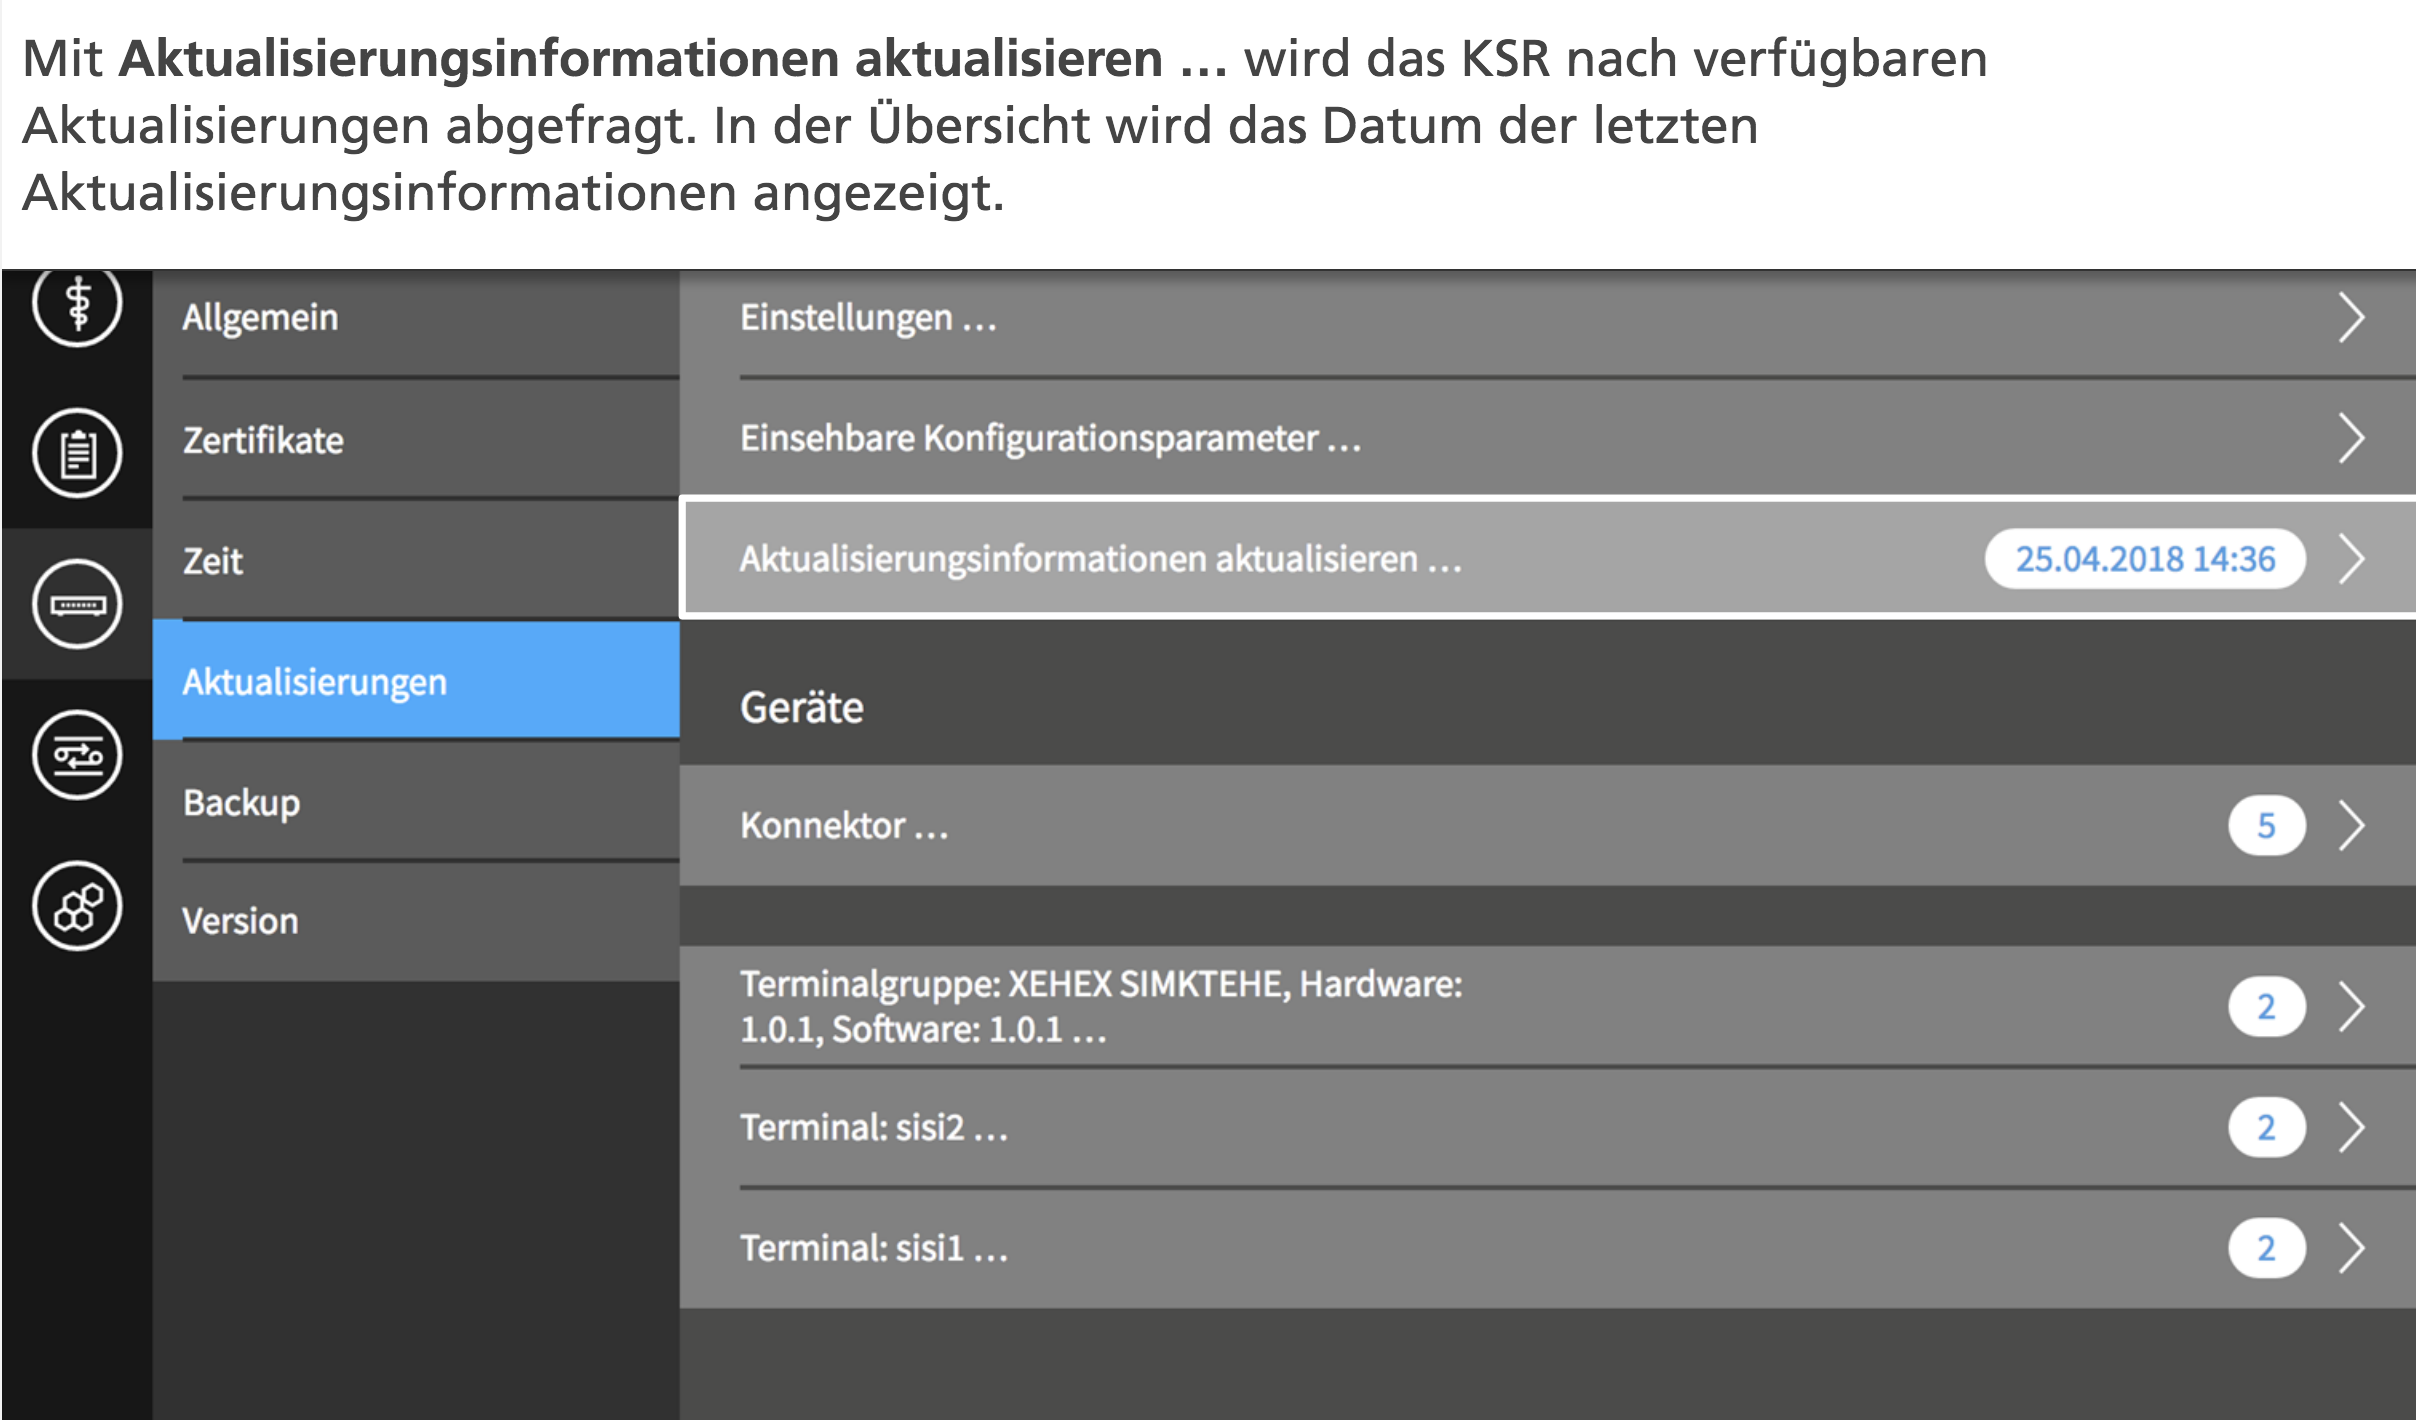 Mit Aktualisierungsinformationen aktualisieren ... wird das KSR nach verfügbaren
Aktualisierungen abgefragt. In der Übersicht wird das Datum der letzten
Aktualisierungsinformationen angezeigt.
Allgemein
Zertifikate
Zeit
Aktualisierungen
Backup
Version
Einstellungen ...
Einsehbare Konfigurationsparameter ...
Aktualisierungsinformationen aktualisieren ... 25.04.2018 14:36
Geräte
Konnektor ... 5
Terminalgruppe: XEHEX SIMKTEHE, Hardware:
1.0.1, Software: 1.0.1 ... 2
Terminal: sisi2 ... 2
Terminal: sisi1 ... 2